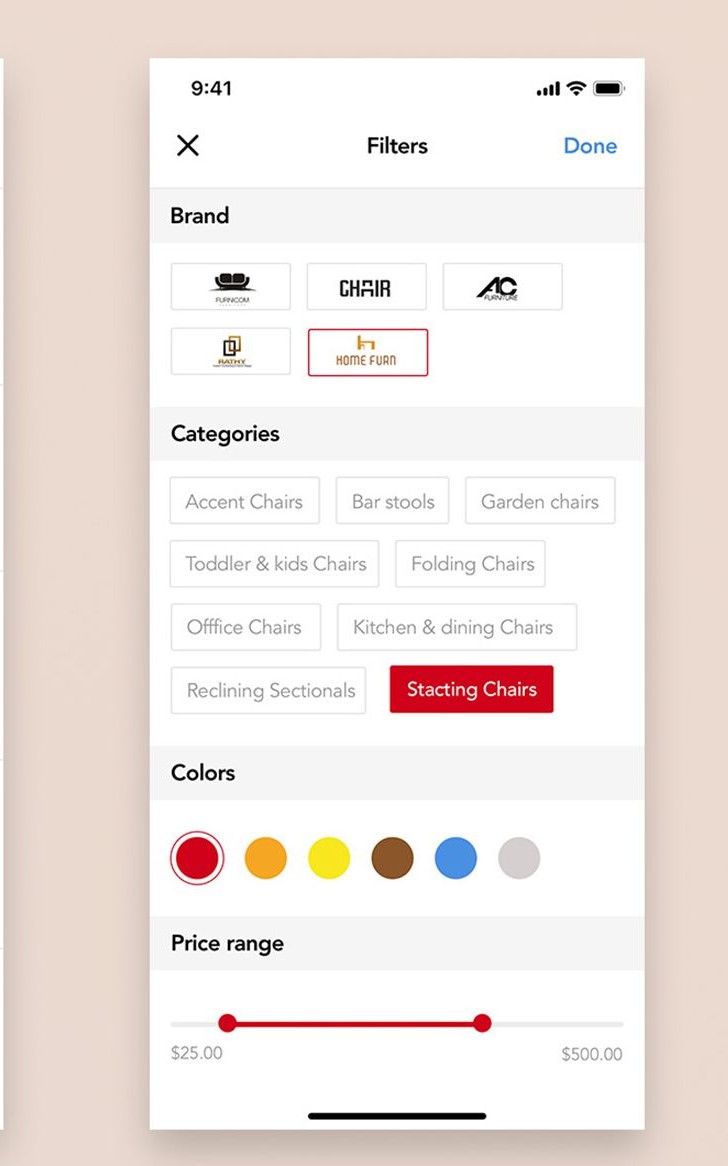 9:41
Filters
Done
Brand
FURNICOM
CHAIR
AC
FURNITURE
RATHY
HOME FURN
Categories
Accent Chairs
Bar stools
Garden chairs
Toddler & kids Chairs
Folding Chairs
Offfice Chairs
Kitchen & dining Chairs
Reclining Sectionals
Stacting Chairs
Colors
Price range
$25.00
$500.00